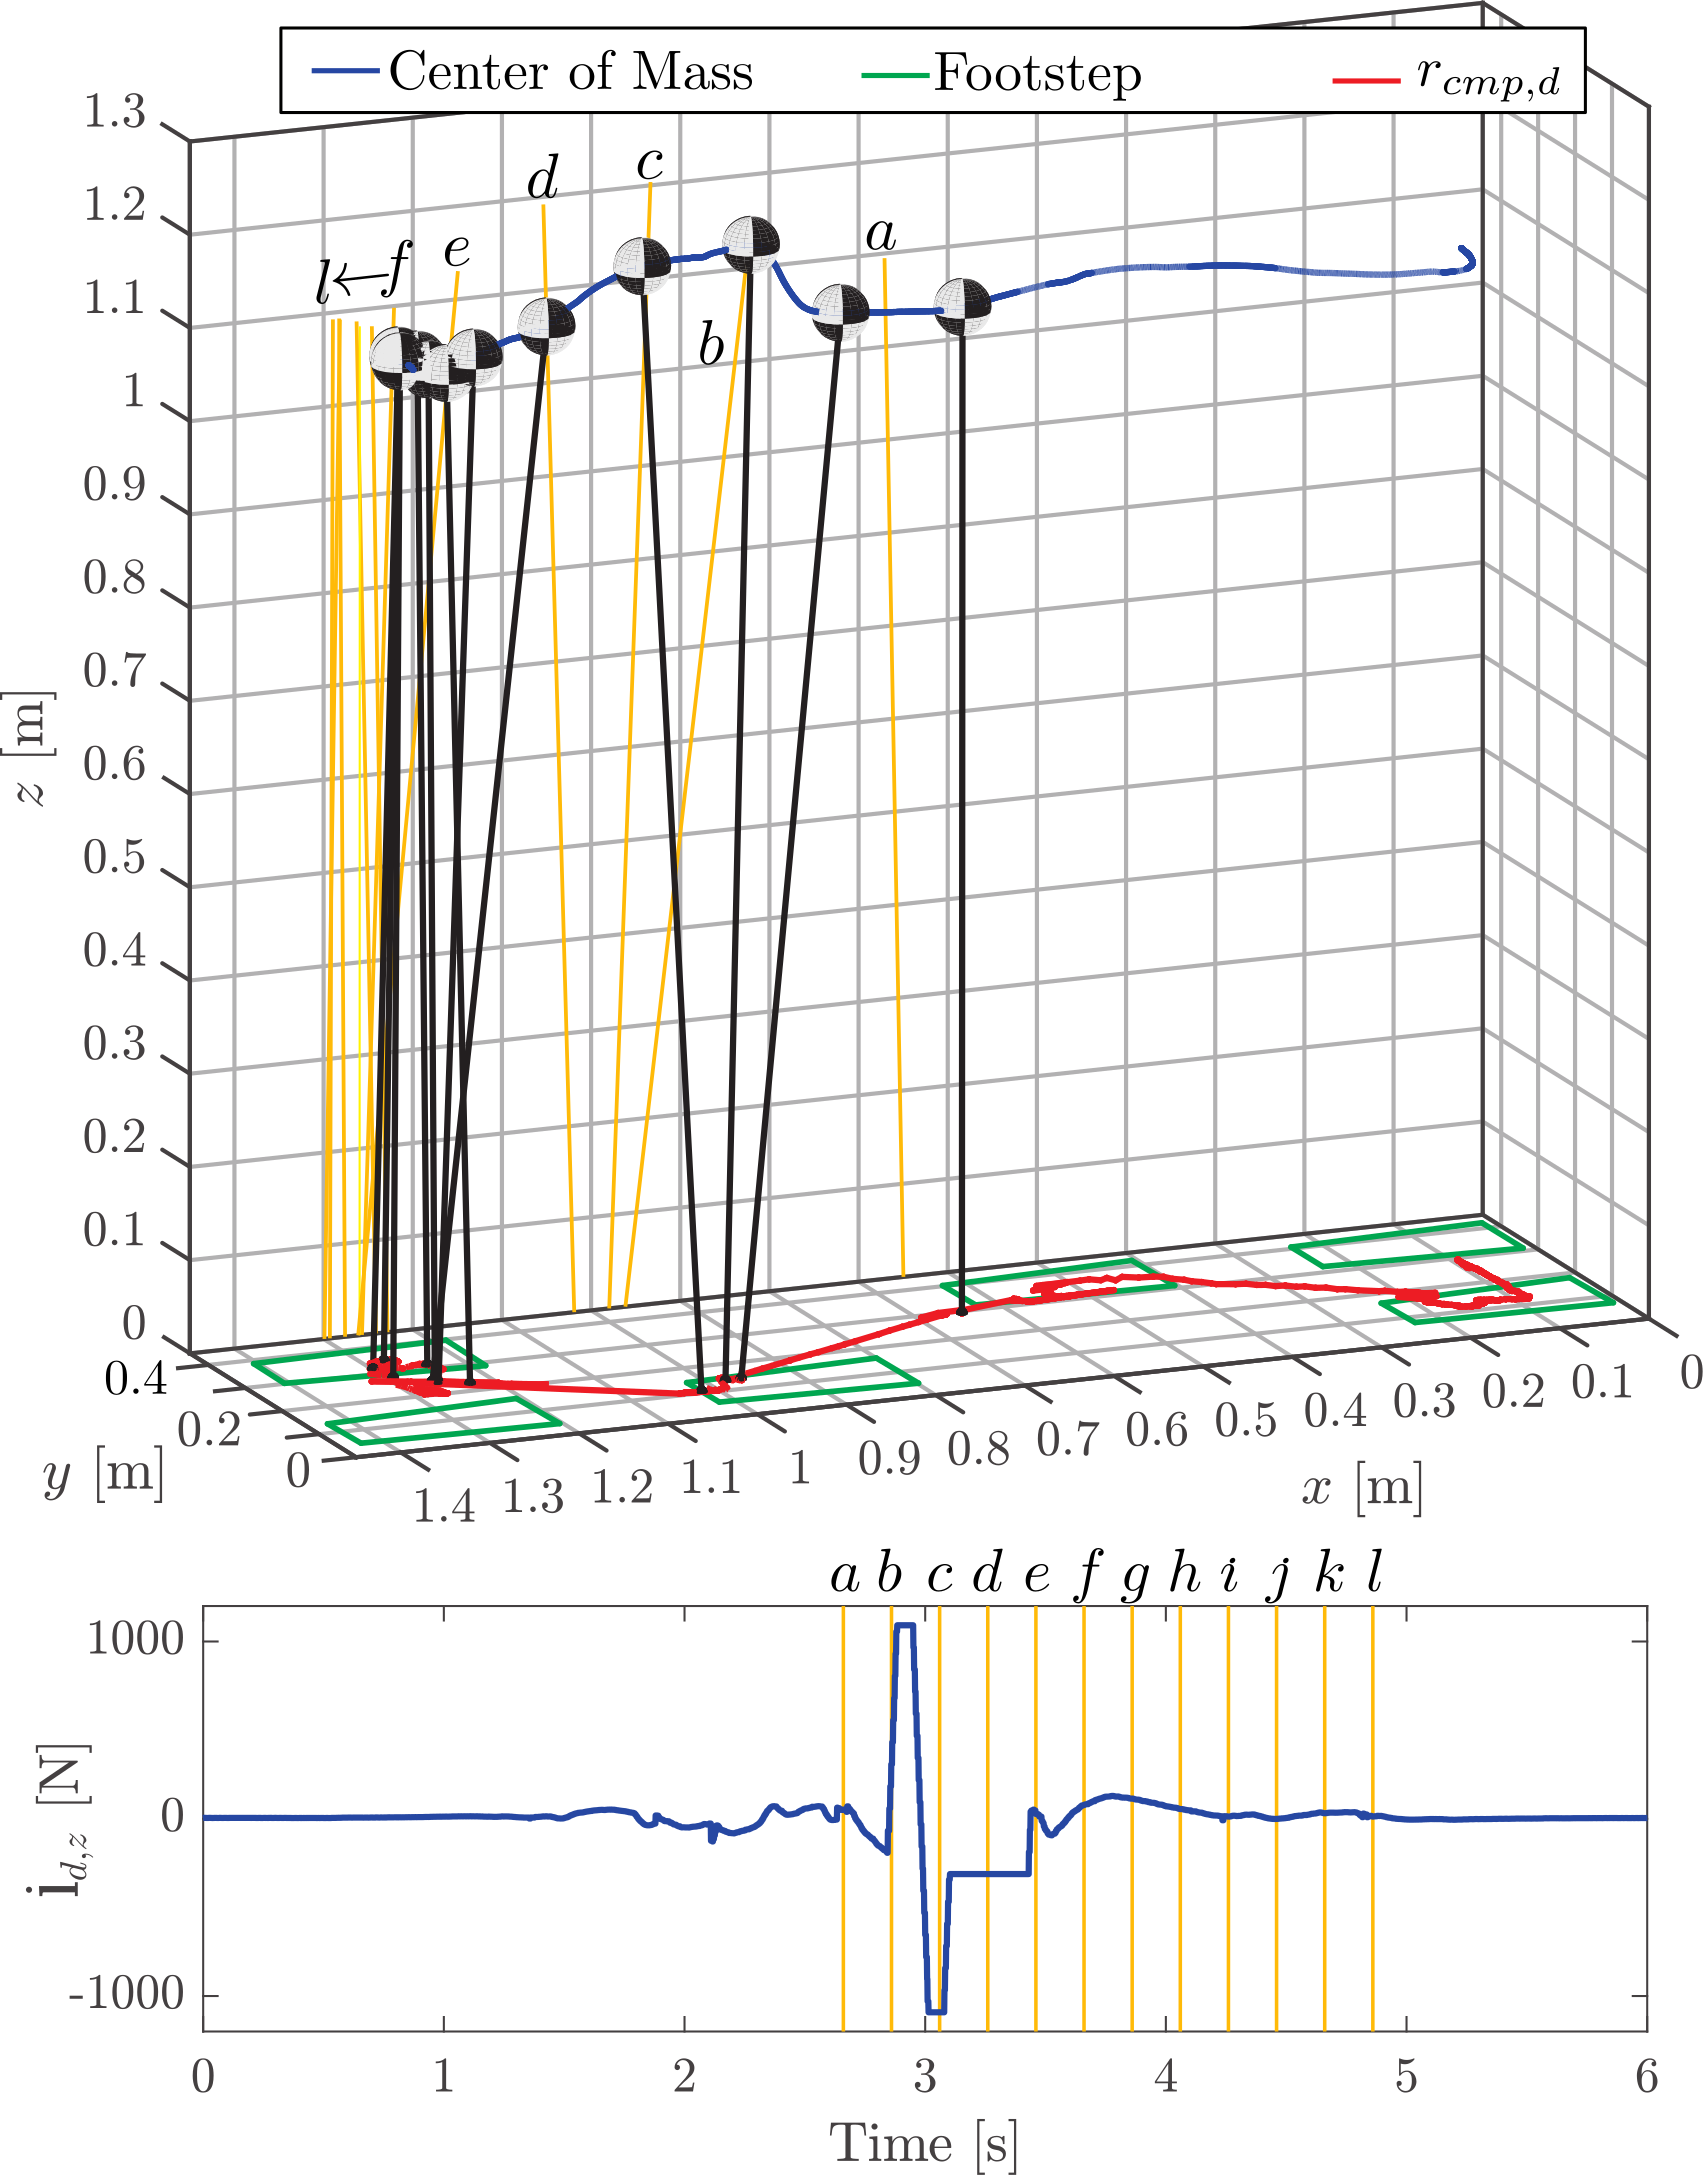 Center of Mass Footstep r_{cmp,d}
1.3
1.2
1.1
1
0.9
0.8
0.7
0.6
0.5
0.4
0.3
0.2
0.1
0
z [m]
l←f e d c b a
0.4
0.2
0
y [m]
1.4 1.3 1.2 1.1 1 0.9 0.8 0.7 0.6 0.5 0.4 0.3 0.2 0.1 0
x [m]
a b c d e f g h i j k l
1000
0
-1000
i_{d,z} [N]
0 1 2 3 4 5 6
Time [s]